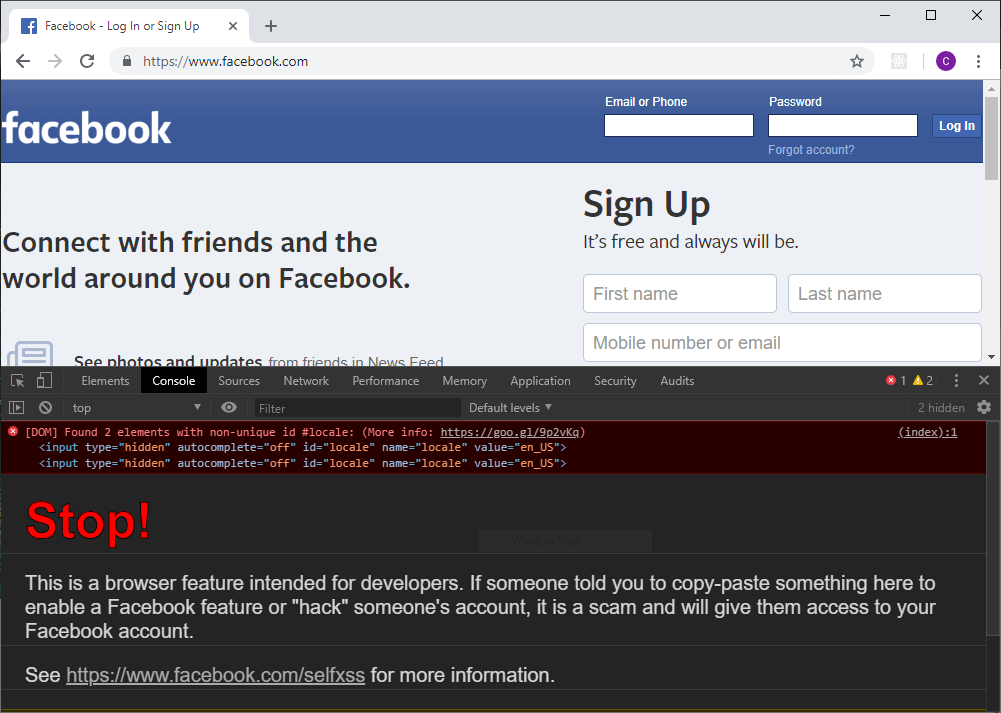 Facebook - Log In or Sign Up
https://www.facebook.com
C
facebook
Email or Phone
Password
Log In
Forgot account?
Sign Up
It's free and always will be.
Connect with friends and the
world around you on Facebook.
First name
Last name
Mobile number or email
See photos and updates from friends in News Feed
Elements Console Sources Network Performance Memory Application Security Audits 1 2
top Filter Default levels 2 hidden
[DOM] Found 2 elements with non-unique id #locale: (More info: https://goo.gl/9p2vKq) (index):1
<input type="hidden" autocomplete="off" id="locale" name="locale" value="en_US">
<input type="hidden" autocomplete="off" id="locale" name="locale" value="en_US">
Stop!
Window Snip
This is a browser feature intended for developers. If someone told you to copy-paste something here to
enable a Facebook feature or "hack" someone's account, it is a scam and will give them access to your
Facebook account.
See https://www.facebook.com/selfxss for more information.